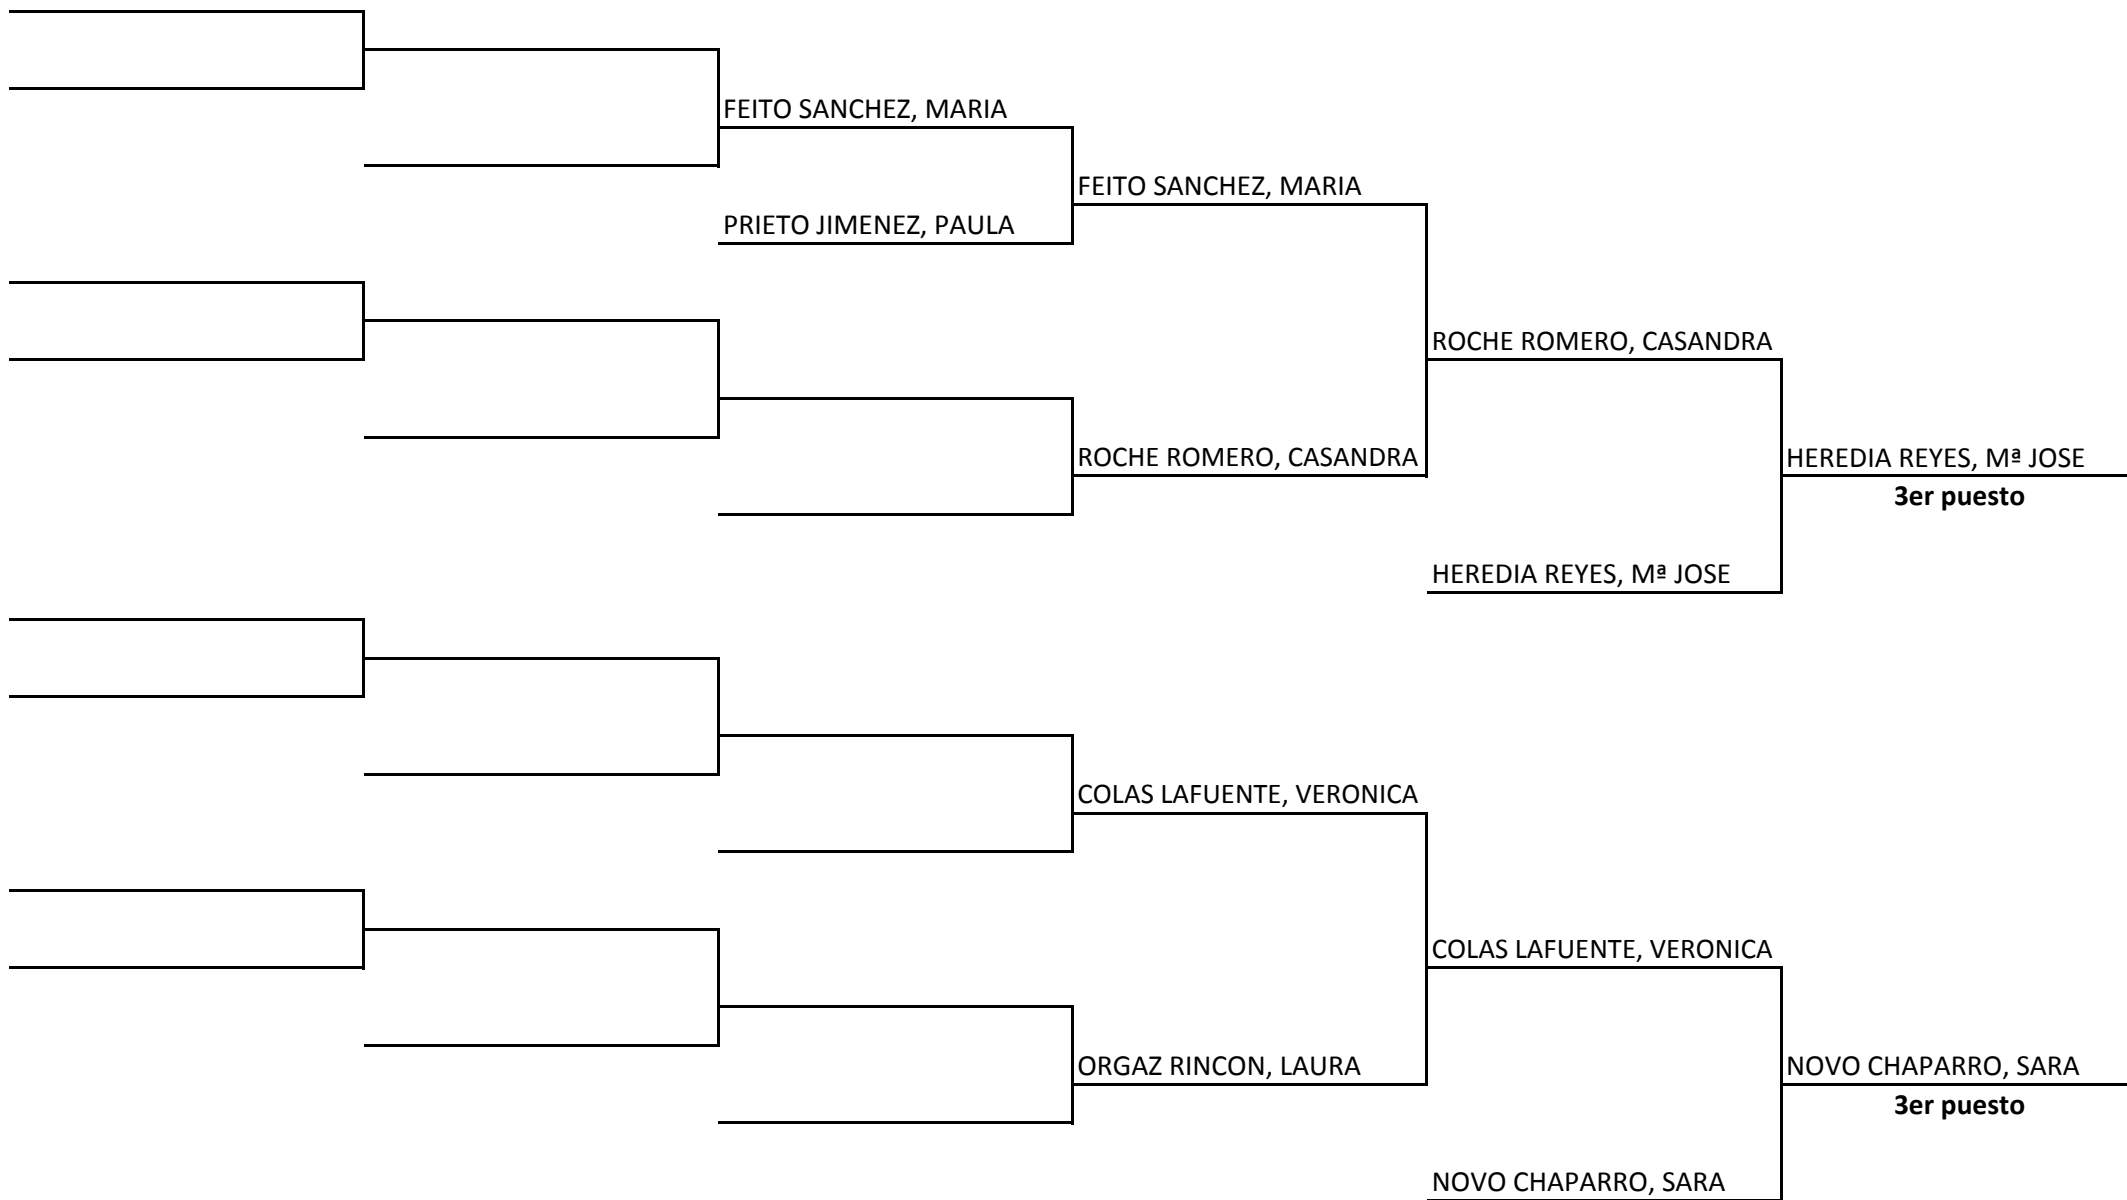 FEITO SANCHEZ, MARIA
FEITO SANCHEZ, MARIA
PRIETO JIMENEZ, PAULA
ROCHE ROMERO, CASANDRA
ROCHE ROMERO, CASANDRA
HEREDIA REYES, Mª JOSE
3er puesto
HEREDIA REYES, Mª JOSE
COLAS LAFUENTE, VERONICA
COLAS LAFUENTE, VERONICA
ORGAZ RINCON, LAURA
NOVO CHAPARRO, SARA
3er puesto
NOVO CHAPARRO, SARA